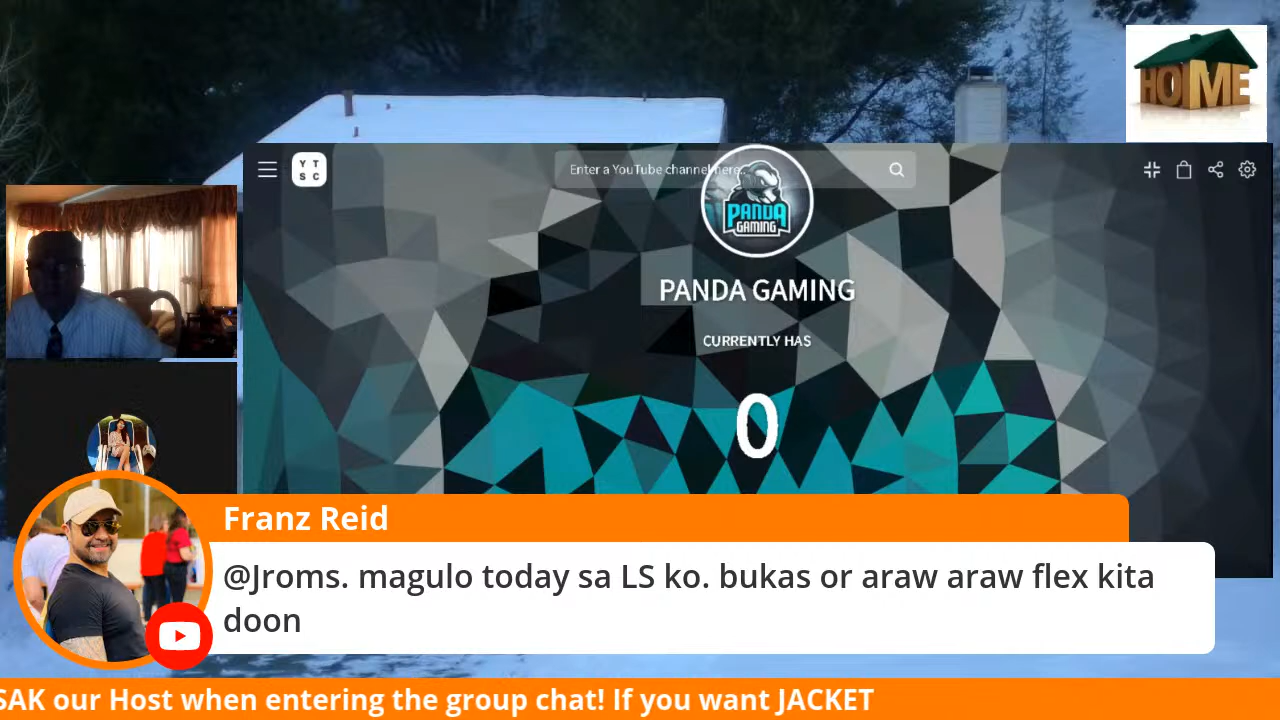 HOME
Y T
S C
Enter a YouTube channel here..
PANDA
GAMING
PANDA GAMING
CURRENTLY HAS
0
Franz Reid
@Jroms. magulo today sa LS ko. bukas or araw araw flex kita
doon
SAK our Host when entering the group chat! If you want JACKET